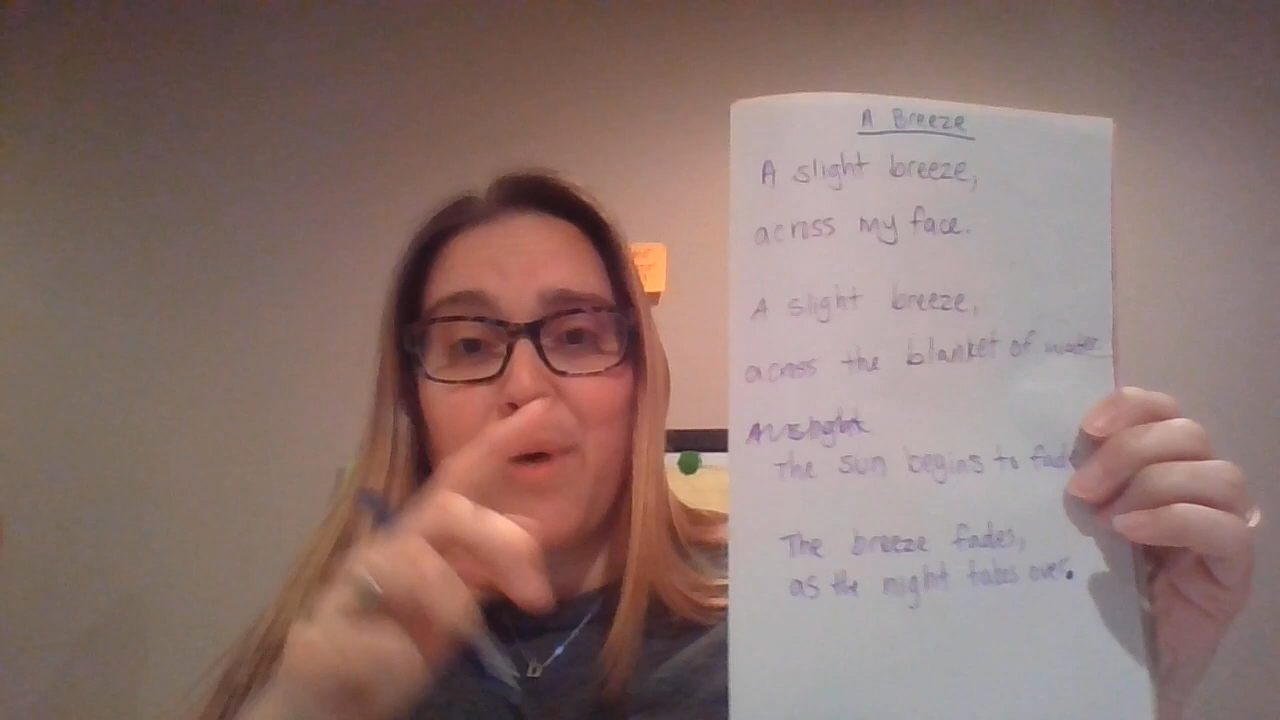 A Breeze
A slight breeze,
across my face.
A slight breeze,
across the blanket of water
A slight
The sun begins to fade
The breeze fades,
as the night takes over.